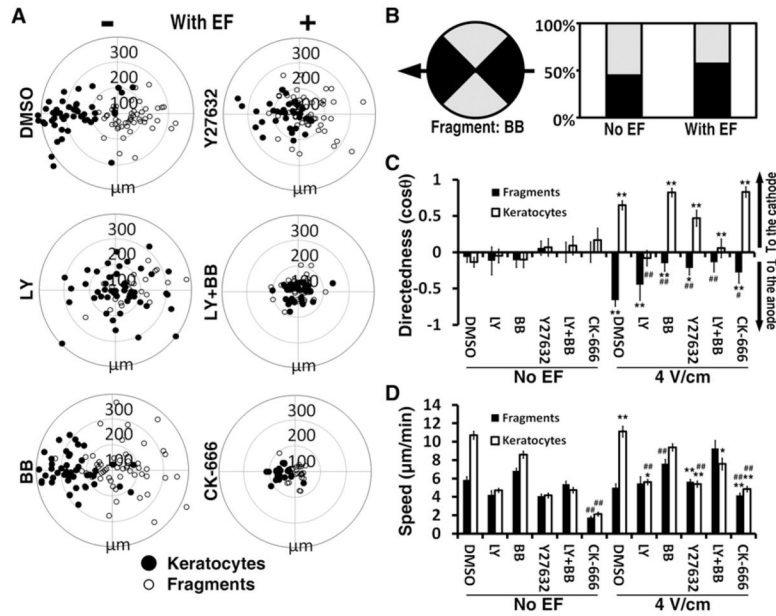 A
- With EF +
300
200
100
DMSO
μm
300
200
100
Y27632
μm
300
200
100
LY
μm
300
200
100
LY+BB
μm
300
200
100
BB
μm
300
200
100
CK-666
μm
Keratocytes
Fragments
B
Fragment: BB
100%
50%
0%
No EF With EF
C
Directedness (cosθ)
1
0.5
0
-0.5
-1
Fragments
Keratocytes
** ** ** ** **
** ** ## ** ## * ## ## ** #
DMSO LY BB Y27632 LY+BB CK-666 DMSO LY BB Y27632 LY+BB CK-666
No EF 4 V/cm
To the cathode
To the anode
D
Speed (μm/min)
14
12
10
8
6
4
2
0
Fragments
Keratocytes
## ## ** ## * ## ** ## ** * ## ** ## **
DMSO LY BB Y27632 LY+BB CK-666 DMSO LY BB Y27632 LY+BB CK-666
No EF 4 V/cm